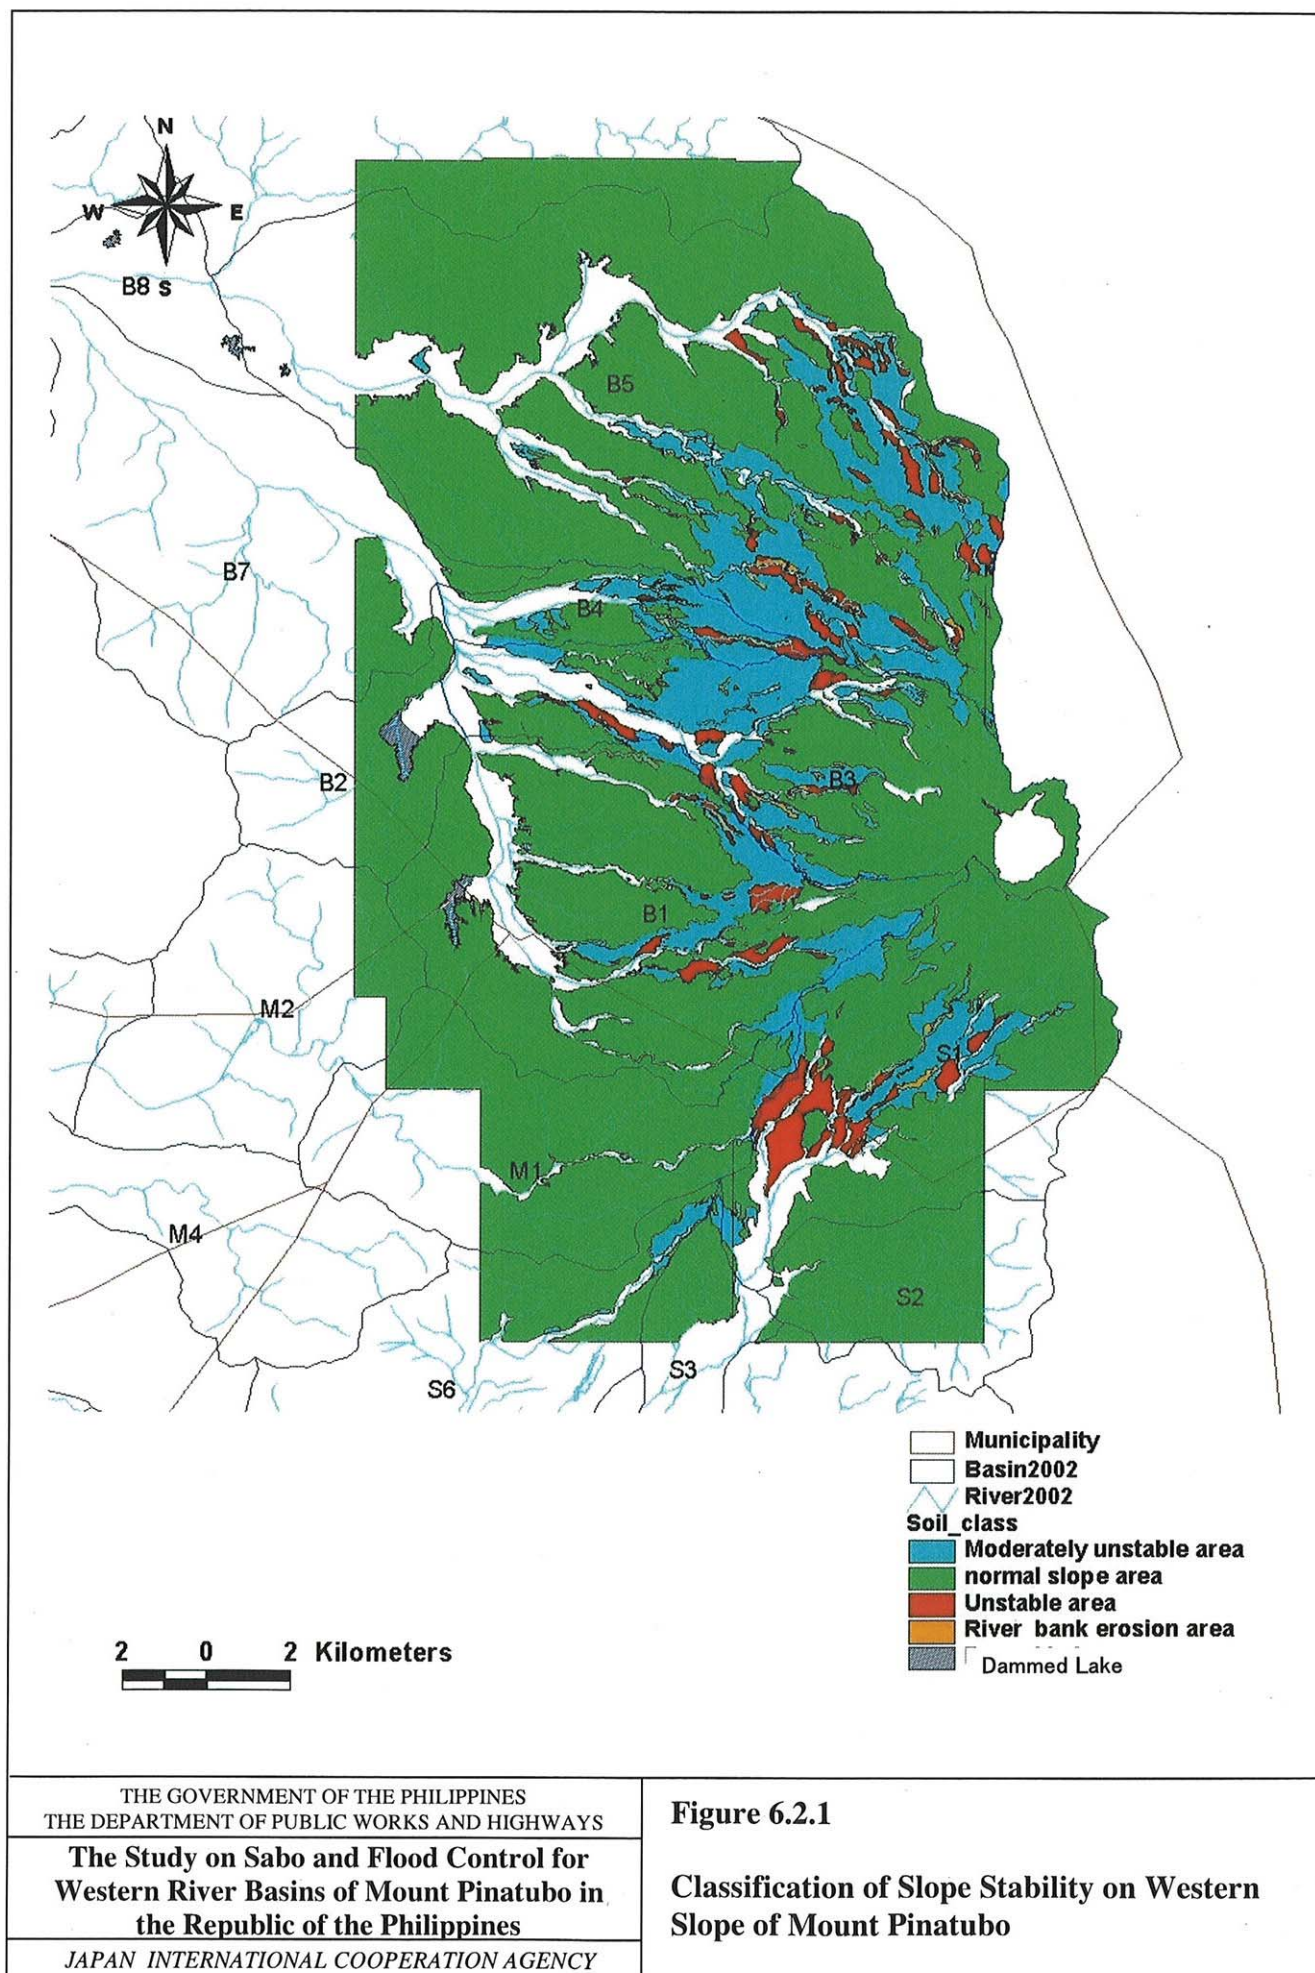 N
W E
B8 S
B5
B7
B4
B2
B3
B1
M2
S1
M1
M4
S2
S3
S6
Municipality
Basin2002
River2002
Soil_class
Moderately unstable area
normal slope area
Unstable area
River bank erosion area
Dammed Lake
2 0 2 Kilometers
THE GOVERNMENT OF THE PHILIPPINES
THE DEPARTMENT OF PUBLIC WORKS AND HIGHWAYS
The Study on Sabo and Flood Control for
Western River Basins of Mount Pinatubo in
the Republic of the Philippines
JAPAN INTERNATIONAL COOPERATION AGENCY
Figure 6.2.1
Classification of Slope Stability on Western
Slope of Mount Pinatubo